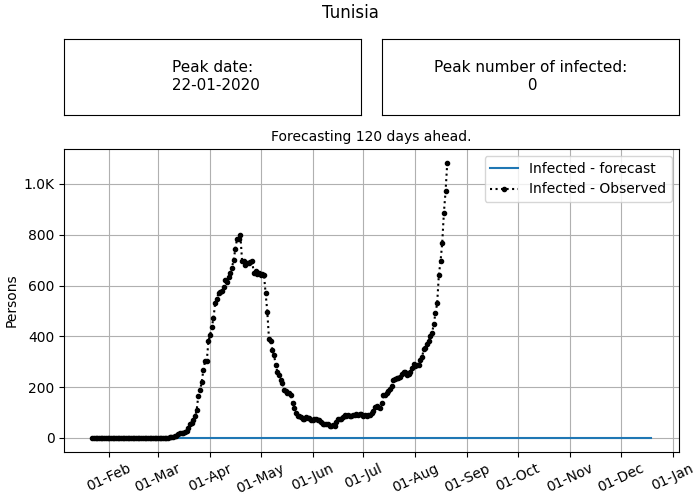 Tunisia
Peak date:
22-01-2020
Peak number of infected:
0
Forecasting 120 days ahead.
Infected - forecast
Infected - Observed
Persons
1.0K
800
600
400
200
0
01-Feb
01-Mar
01-Apr
01-May
01-Jun
01-Jul
01-Aug
01-Sep
01-Oct
01-Nov
01-Dec
01-Jan